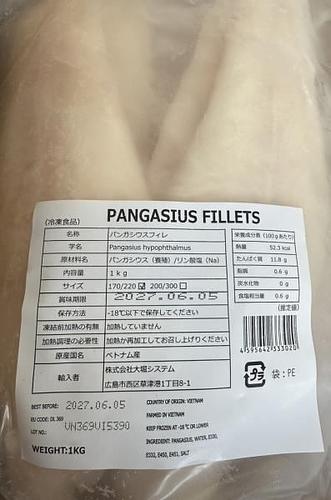 (冷凍食品) PANGASIUS FILLETS
名称 パンガシウスフィレ
学名 Pangasius hypophthalmus
原材料名 パンガシウス（養殖）/リン酸塩（Na）
内容量 1kg
サイズ 170/220 ☑ 200/300 ☐
賞味期限 2027.06.05
保存方法 -18℃以下で保存してください
凍結前加熱の有無 加熱していません
加熱調理の必要性 加熱か再加工してお召し上がりください
原産国名 ベトナム産
輸入者 株式会社大堀システム
広島市西区草津港1丁目8-1
栄養成分表（100gあたり）
熱量 52.3 kcal
たんぱく質 11.8 g
脂質 0.6 g
炭水化物 0 g
食塩相当量 0.6 g
(推定値)
4595642333020
プラ 袋:PE
BEST BEFORE: 2027.06.05
EU CODE: DL 369
LOT NO.: VN369VI5390
WEIGHT:1KG
COUNTRY OF ORIGIN: VIETNAM
FARMED IN VIETNAM
KEEP FROZEN AT -18 °C OR LOWER
INGREDIENT: PANGASIUS, WATER, E330,
E332, E450, E451, SALT